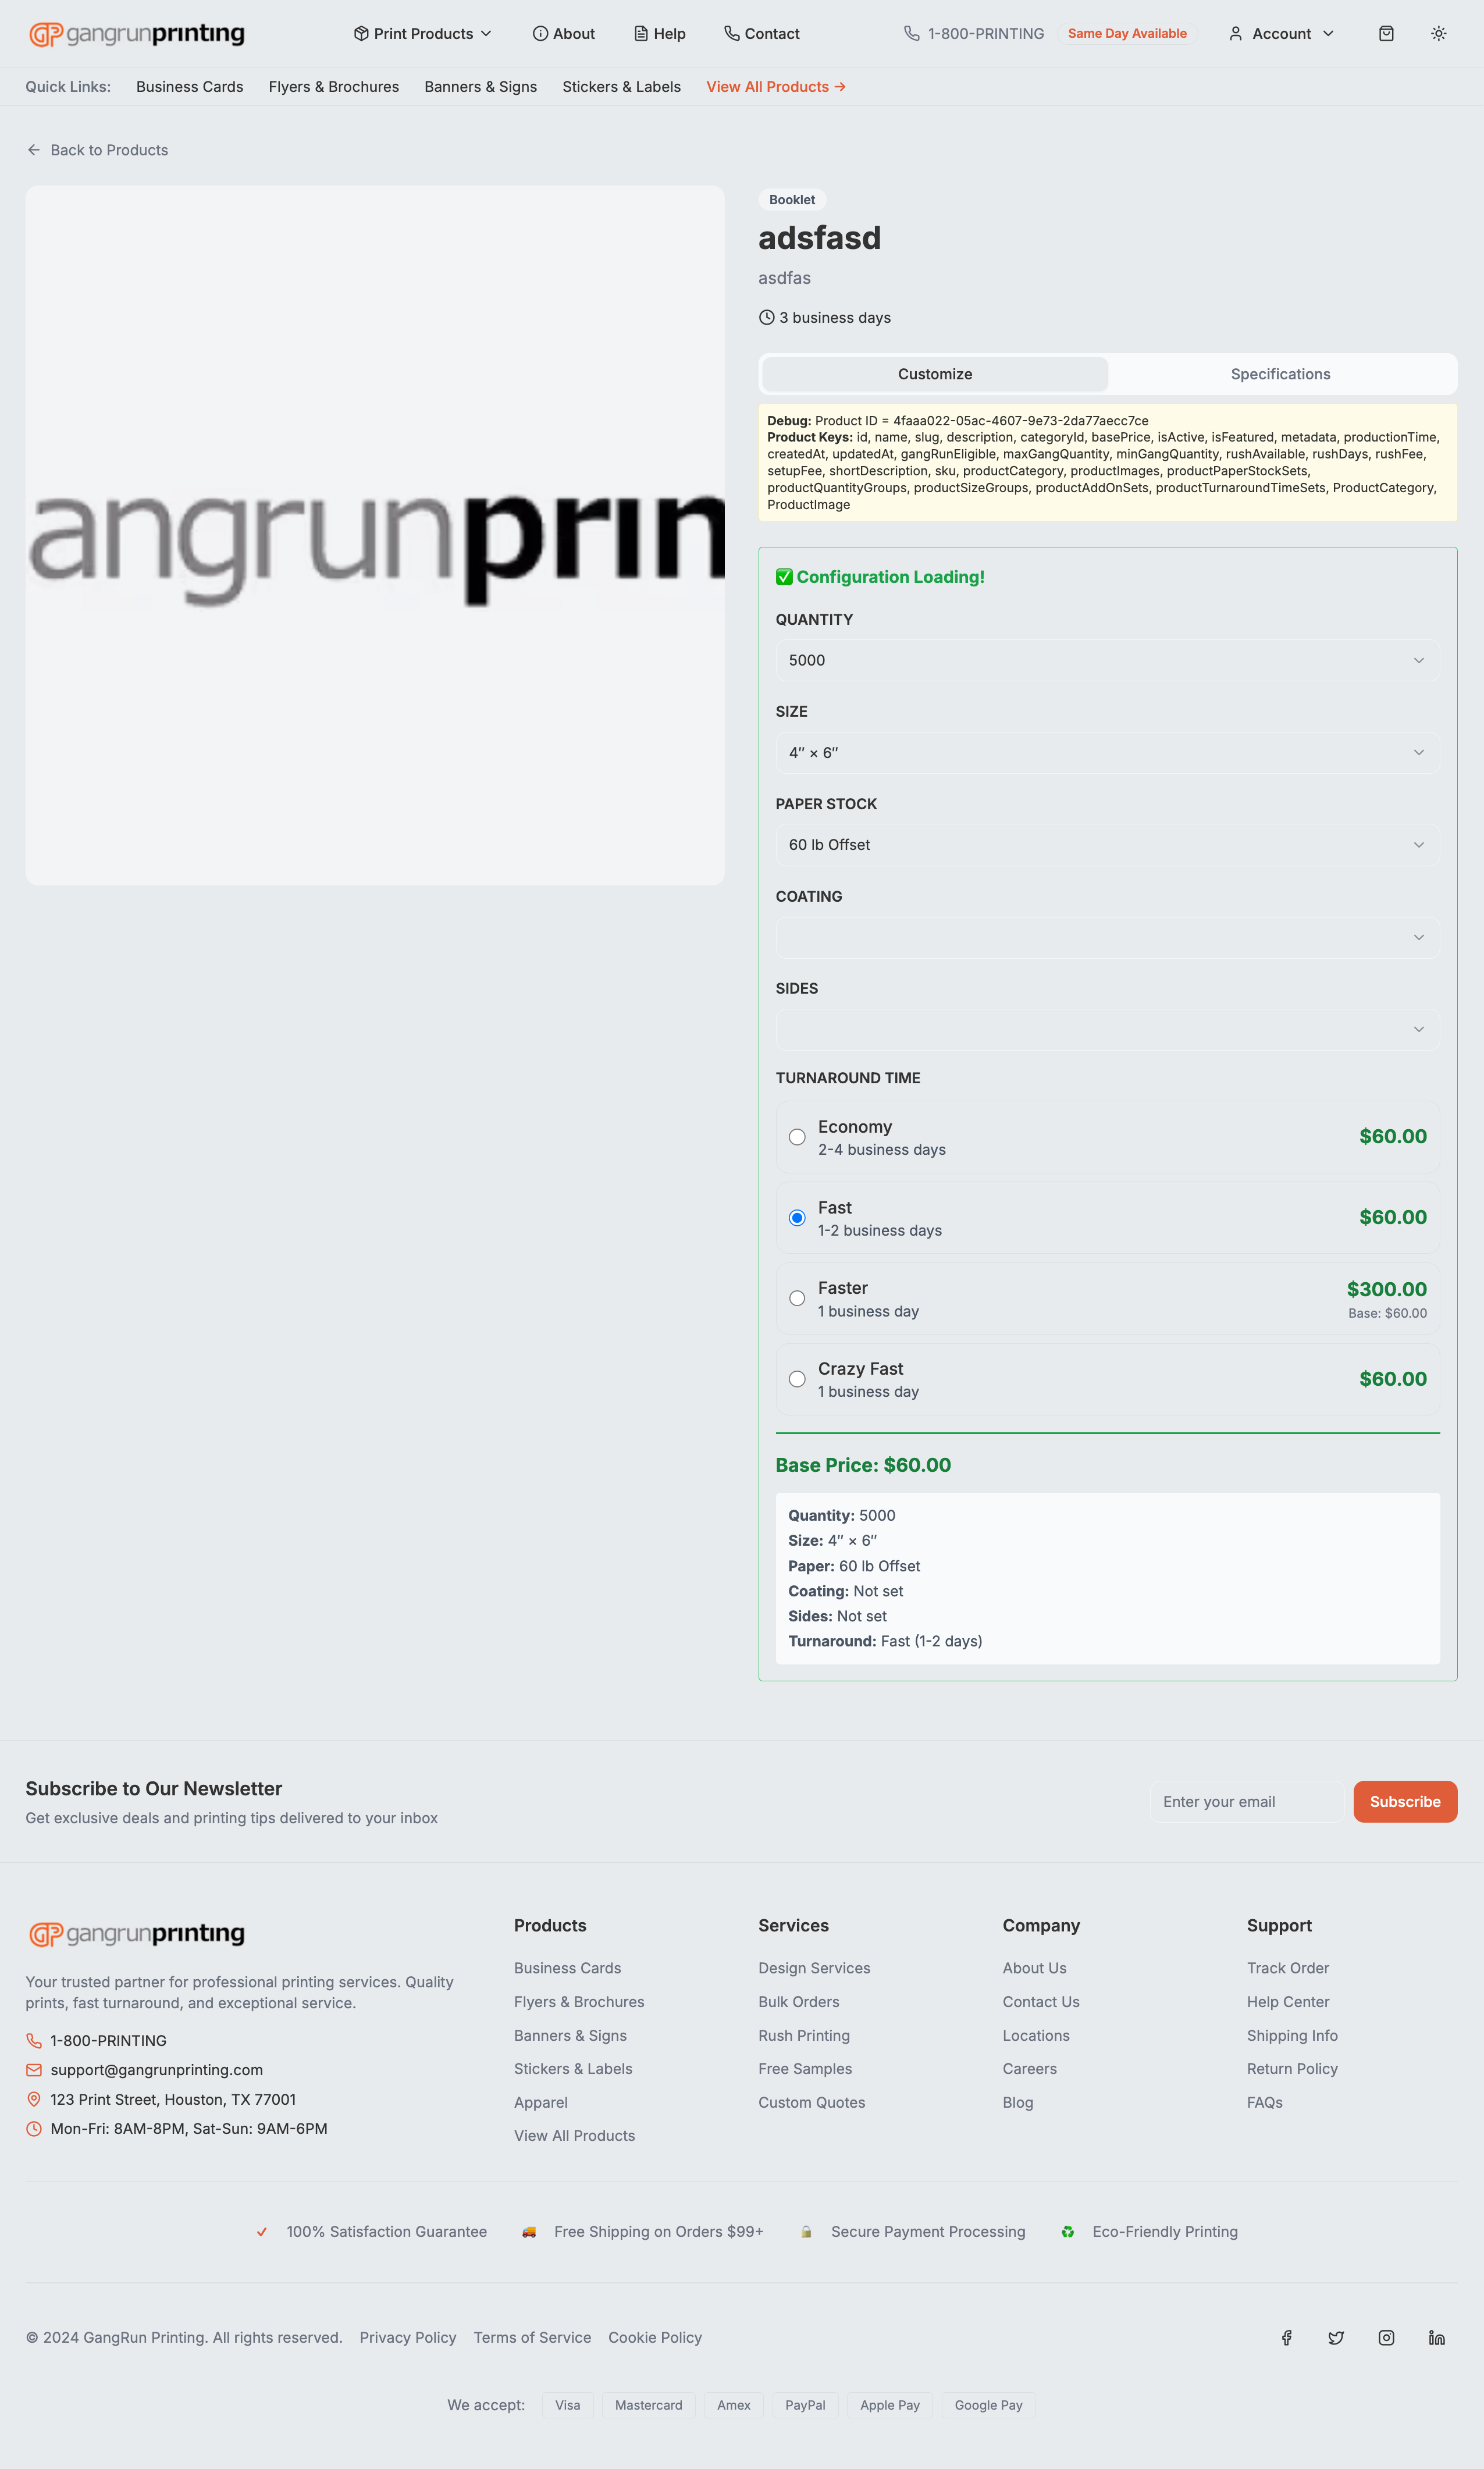 gangrunprinting
Print Products
About
Help
Contact
1-800-PRINTING
Same Day Available
Account
Quick Links:
Business Cards
Flyers & Brochures
Banners & Signs
Stickers & Labels
View All Products →
Back to Products
angrunprin
Booklet
adsfasd
asdfas
3 business days
Customize
Specifications
Debug: Product ID = 4faaa022-05ac-4607-9e73-2da77aecc7ce
Product Keys: id, name, slug, description, categoryId, basePrice, isActive, isFeatured, metadata, productionTime,
createdAt, updatedAt, gangRunEligible, maxGangQuantity, minGangQuantity, rushAvailable, rushDays, rushFee,
setupFee, shortDescription, sku, productCategory, productImages, productPaperStockSets,
productQuantityGroups, productSizeGroups, productAddOnSets, productTurnaroundTimeSets, ProductCategory,
ProductImage
✅ Configuration Loading!
QUANTITY
5000
SIZE
4″ × 6″
PAPER STOCK
60 lb Offset
COATING
SIDES
TURNAROUND TIME
Economy
2-4 business days
$60.00
Fast
1-2 business days
$60.00
Faster
1 business day
$300.00
Base: $60.00
Crazy Fast
1 business day
$60.00
Base Price: $60.00
Quantity: 5000
Size: 4″ × 6″
Paper: 60 lb Offset
Coating: Not set
Sides: Not set
Turnaround: Fast (1-2 days)
Subscribe to Our Newsletter
Get exclusive deals and printing tips delivered to your inbox
Enter your email
Subscribe
gangrunprinting
Your trusted partner for professional printing services. Quality
prints, fast turnaround, and exceptional service.
1-800-PRINTING
support@gangrunprinting.com
123 Print Street, Houston, TX 77001
Mon-Fri: 8AM-8PM, Sat-Sun: 9AM-6PM
Products
Business Cards
Flyers & Brochures
Banners & Signs
Stickers & Labels
Apparel
View All Products
Services
Design Services
Bulk Orders
Rush Printing
Free Samples
Custom Quotes
Company
About Us
Contact Us
Locations
Careers
Blog
Support
Track Order
Help Center
Shipping Info
Return Policy
FAQs
100% Satisfaction Guarantee
Free Shipping on Orders $99+
Secure Payment Processing
Eco-Friendly Printing
© 2024 GangRun Printing. All rights reserved.
Privacy Policy
Terms of Service
Cookie Policy
We accept:
Visa
Mastercard
Amex
PayPal
Apple Pay
Google Pay